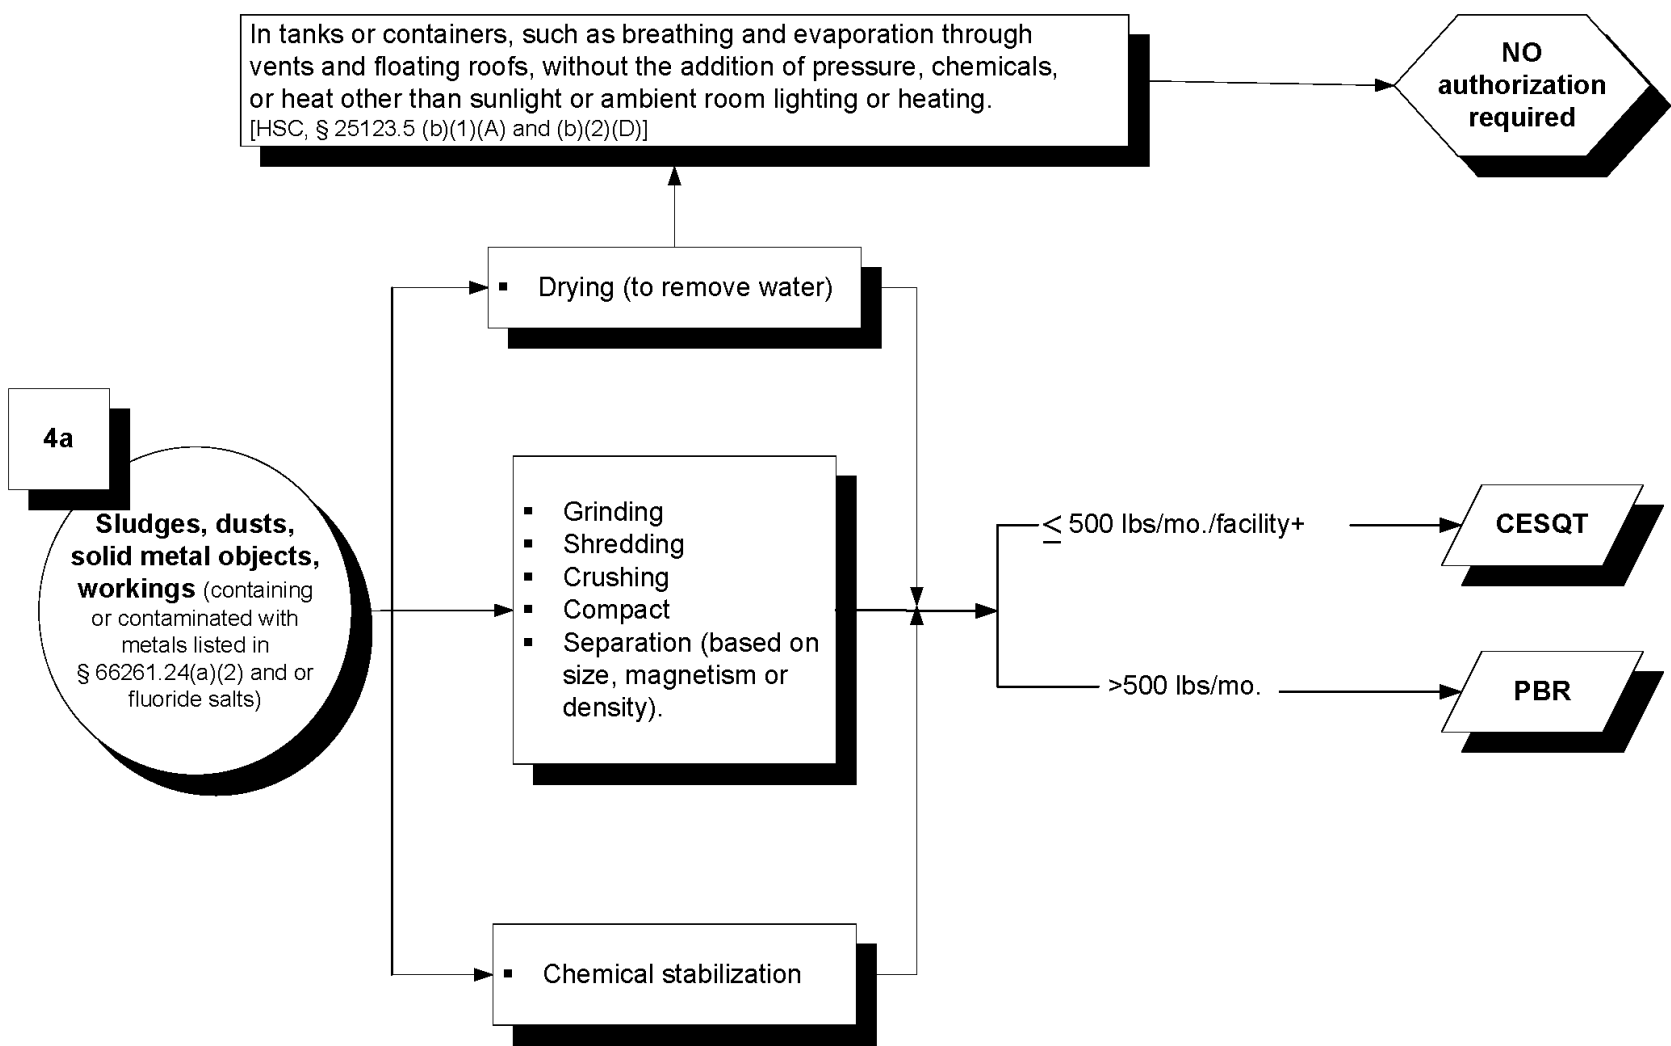 In tanks or containers, such as breathing and evaporation through
vents and floating roofs, without the addition of pressure, chemicals,
or heat other than sunlight or ambient room lighting or heating.
[HSC, § 25123.5 (b)(1)(A) and (b)(2)(D)]
NO
authorization
required
▪ Drying (to remove water)
4a
Sludges, dusts,
solid metal objects,
workings (containing
or contaminated with
metals listed in
§ 66261.24(a)(2) and or
fluoride salts)
▪ Grinding
▪ Shredding
▪ Crushing
▪ Compact
▪ Separation (based on
size, magnetism or
density).
≤ 500 lbs/mo./facility+
CESQT
>500 lbs/mo.
PBR
▪ Chemical stabilization